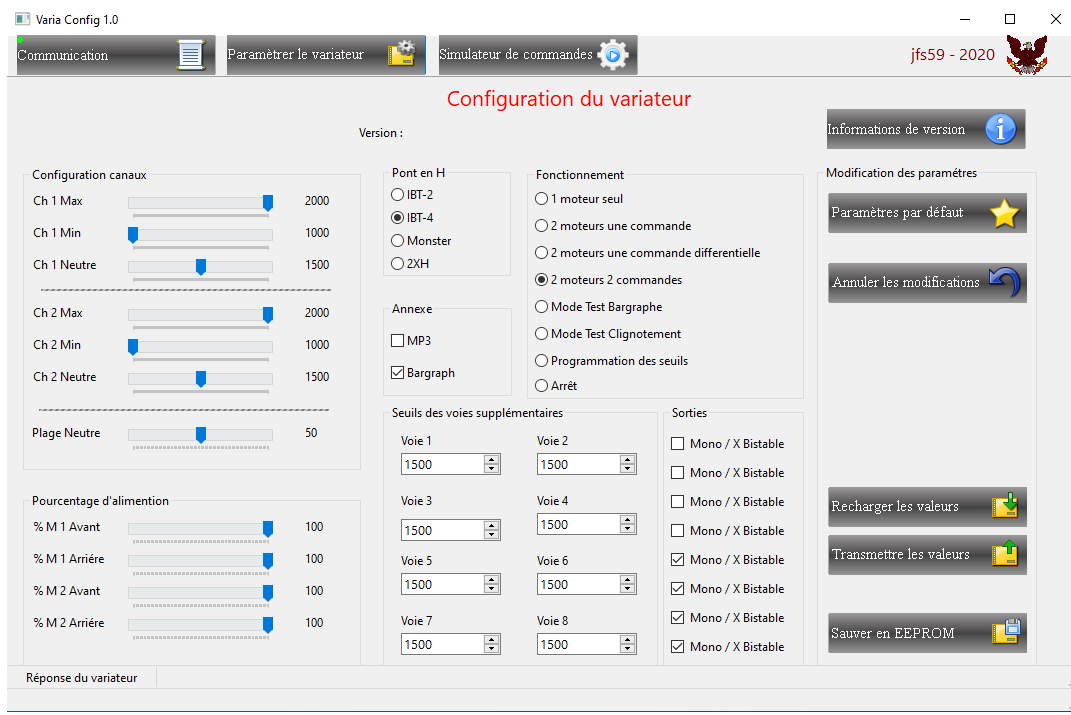 Varia Config 1.0
Communication
Paramètrer le variateur
Simulateur de commandes
jfs59 - 2020
Configuration du variateur
Version :
Informations de version
Configuration canaux
Ch 1 Max 2000
Ch 1 Min 1000
Ch 1 Neutre 1500
Ch 2 Max 2000
Ch 2 Min 1000
Ch 2 Neutre 1500
Plage Neutre 50
Pourcentage d'alimention
% M 1 Avant 100
% M 1 Arriére 100
% M 2 Avant 100
% M 2 Arriére 100
Pont en H
IBT-2
IBT-4
Monster
2XH
Annexe
MP3
Bargraph
Fonctionnement
1 moteur seul
2 moteurs une commande
2 moteurs une commande differentielle
2 moteurs 2 commandes
Mode Test Bargraphe
Mode Test Clignotement
Programmation des seuils
Arrêt
Seuils des voies supplémentaires
Voie 1 Voie 2
1500 1500
Voie 3 Voie 4
1500 1500
Voie 5 Voie 6
1500 1500
Voie 7 Voie 8
1500 1500
Sorties
Mono / X Bistable
Mono / X Bistable
Mono / X Bistable
Mono / X Bistable
Mono / X Bistable
Mono / X Bistable
Mono / X Bistable
Mono / X Bistable
Modification des paramétres
Paramètres par défaut
Annuler les modifications
Recharger les valeurs
Transmettre les valeurs
Sauver en EEPROM
Réponse du variateur